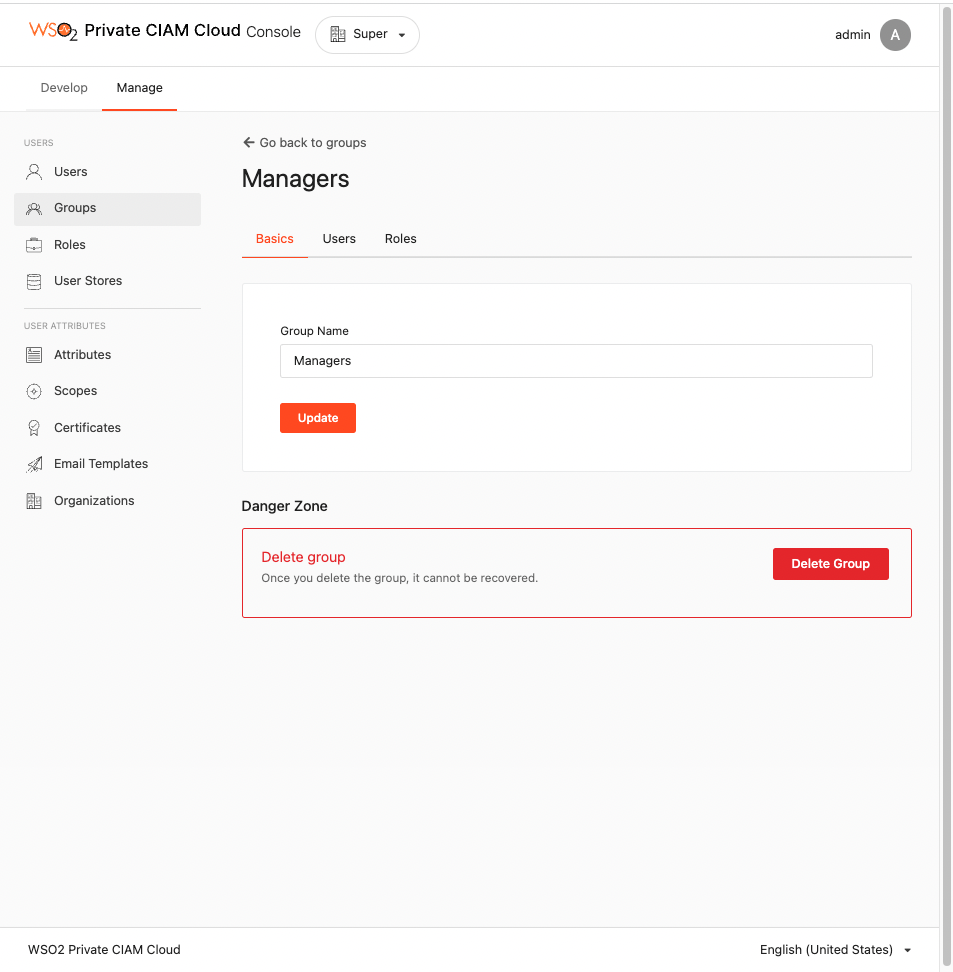 WSO2 Private CIAM Cloud Console
Super
admin
A
Develop
Manage
USERS
Users
Groups
Roles
User Stores
USER ATTRIBUTES
Attributes
Scopes
Certificates
Email Templates
Organizations
Go back to groups
Managers
Basics
Users
Roles
Group Name
Managers
Update
Danger Zone
Delete group
Once you delete the group, it cannot be recovered.
Delete Group
WSO2 Private CIAM Cloud
English (United States)